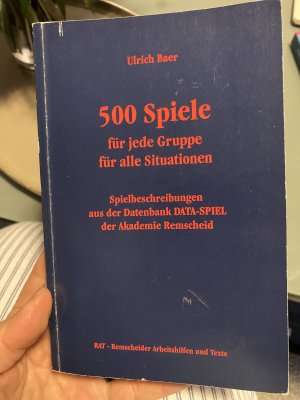 Ulrich Baer
500 Spiele
für jede Gruppe
für alle Situationen
Spielbeschreibungen
aus der Datenbank DATA-SPIEL
der Akademie Remscheid
RAT - Remscheider Arbeitshilfen und Texte